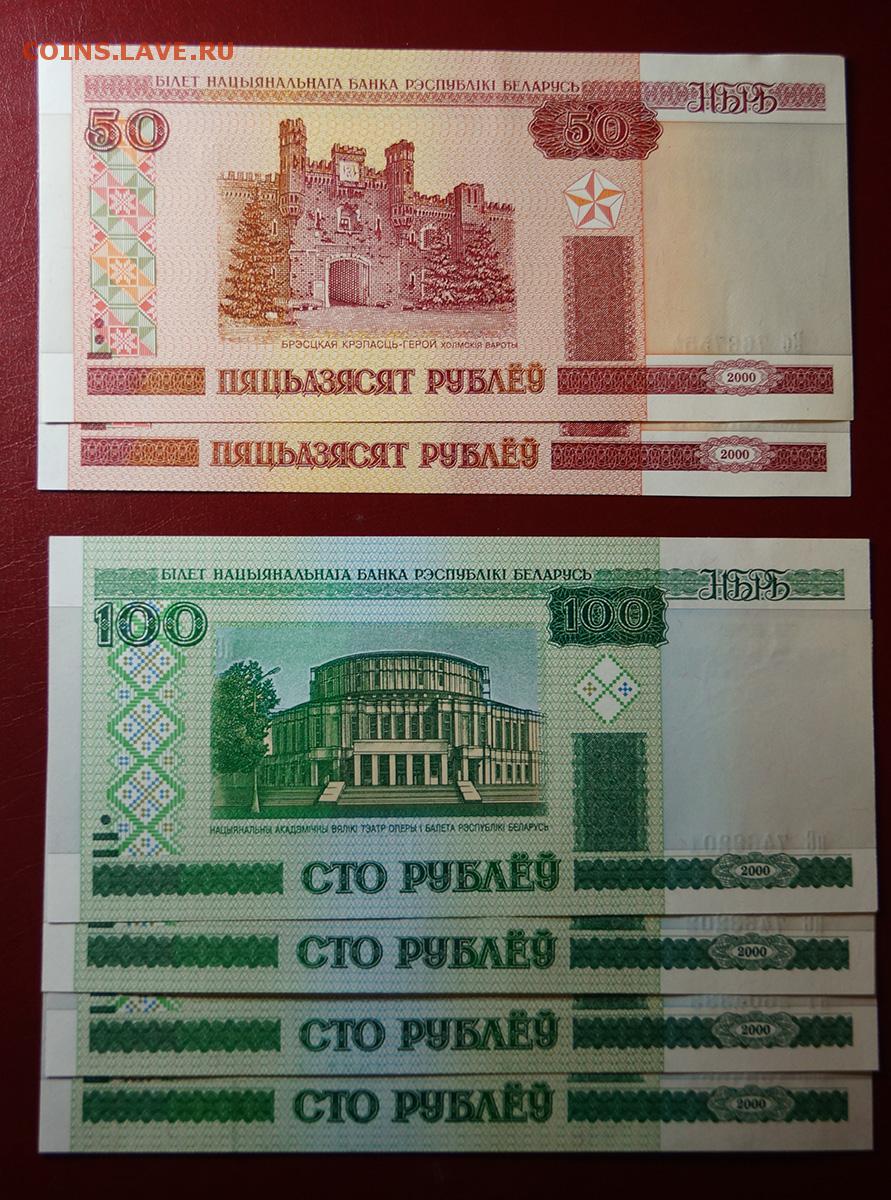 COINS.LAVE.RU
БІЛЕТ НАЦЫЯНАЛЬНАГА БАНКА РЭСПУБЛІКІ БЕЛАРУСЬ НБРБ
50 50
БРЭСЦКАЯ КРЭПАСЦЬ-ГЕРОЙ ХОЛМСКІЯ ВАРОТЫ
ПЯЦЬДЗЯСЯТ РУБЛЁЎ 2000
ПЯЦЬДЗЯСЯТ РУБЛЁЎ 2000
БІЛЕТ НАЦЫЯНАЛЬНАГА БАНКА РЭСПУБЛІКІ БЕЛАРУСЬ НБРБ
100 100
НАЦЫЯНАЛЬНЫ АКАДЭМІЧНЫ ВЯЛІКІ ТЭАТР ОПЕРЫ І БАЛЕТА РЭСПУБЛІКІ БЕЛАРУСЬ
СТО РУБЛЁЎ 2000
СТО РУБЛЁЎ 2000
СТО РУБЛЁЎ 2000
СТО РУБЛЁЎ 2000